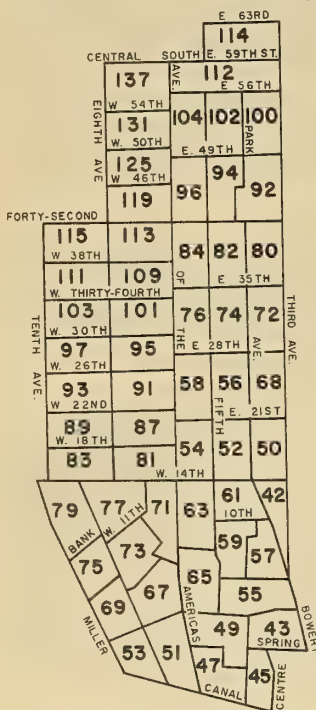 E 63RD
114
CENTRAL SOUTH E. 59TH ST.
137 AVE. 112
E 56TH
EIGHTH AVE
W 54TH
104 102 100
131
PARK
W. 50TH E. 49TH
125 94
W 46TH
96 92
119
FORTY-SECOND
115 113
84 82 80
W 38TH
111 109 OF E 35TH
W. THIRTY-FOURTH
103 101 76 74 72
W. 30TH THE E 28TH AVE.
TENTH AVE.
THIRD AVE.
97 95
W 26TH
58 56 68
93 91
FIFTH
W 22ND E. 21ST
89 87
W. 18TH
54 52 50
83 81
W. 14TH
79 77 71 63 61 42
W. 11TH 10TH
BANK
73 59 57
75
65
69 67 55
MILLER
AMERICAS
BOWERY
49 43
SPRING
53 51 47 45
CANAL
CENTRE